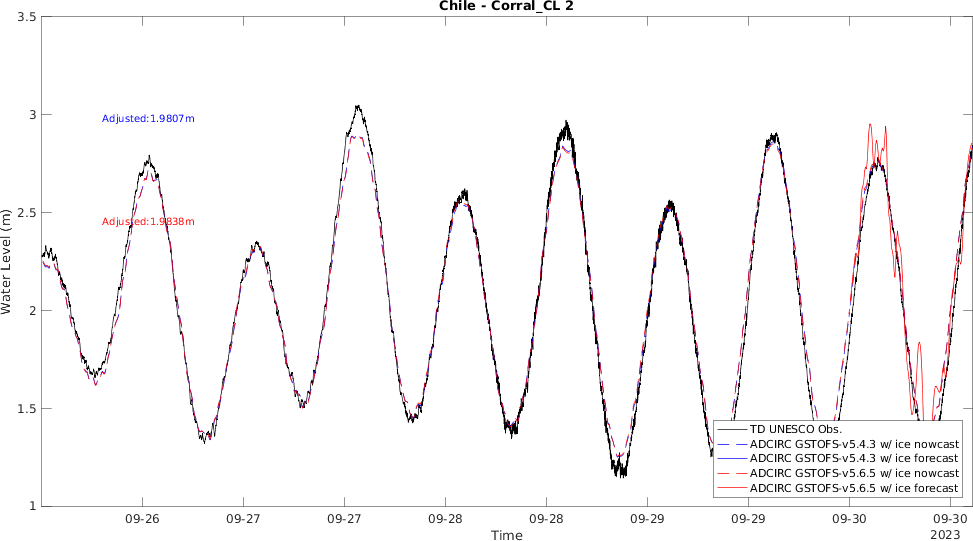 Chile - Corral_CL 2
3.5
3
2.5
2
1.5
1
Water Level (m)
Adjusted:1.9807m
Adjusted:1.9838m
TD UNESCO Obs.
ADCIRC GSTOFS-v5.4.3 w/ ice nowcast
ADCIRC GSTOFS-v5.4.3 w/ ice forecast
ADCIRC GSTOFS-v5.6.5 w/ ice nowcast
ADCIRC GSTOFS-v5.6.5 w/ ice forecast
09-26 09-27 09-27 09-28 09-28 09-29 09-29 09-30 09-30
Time 2023